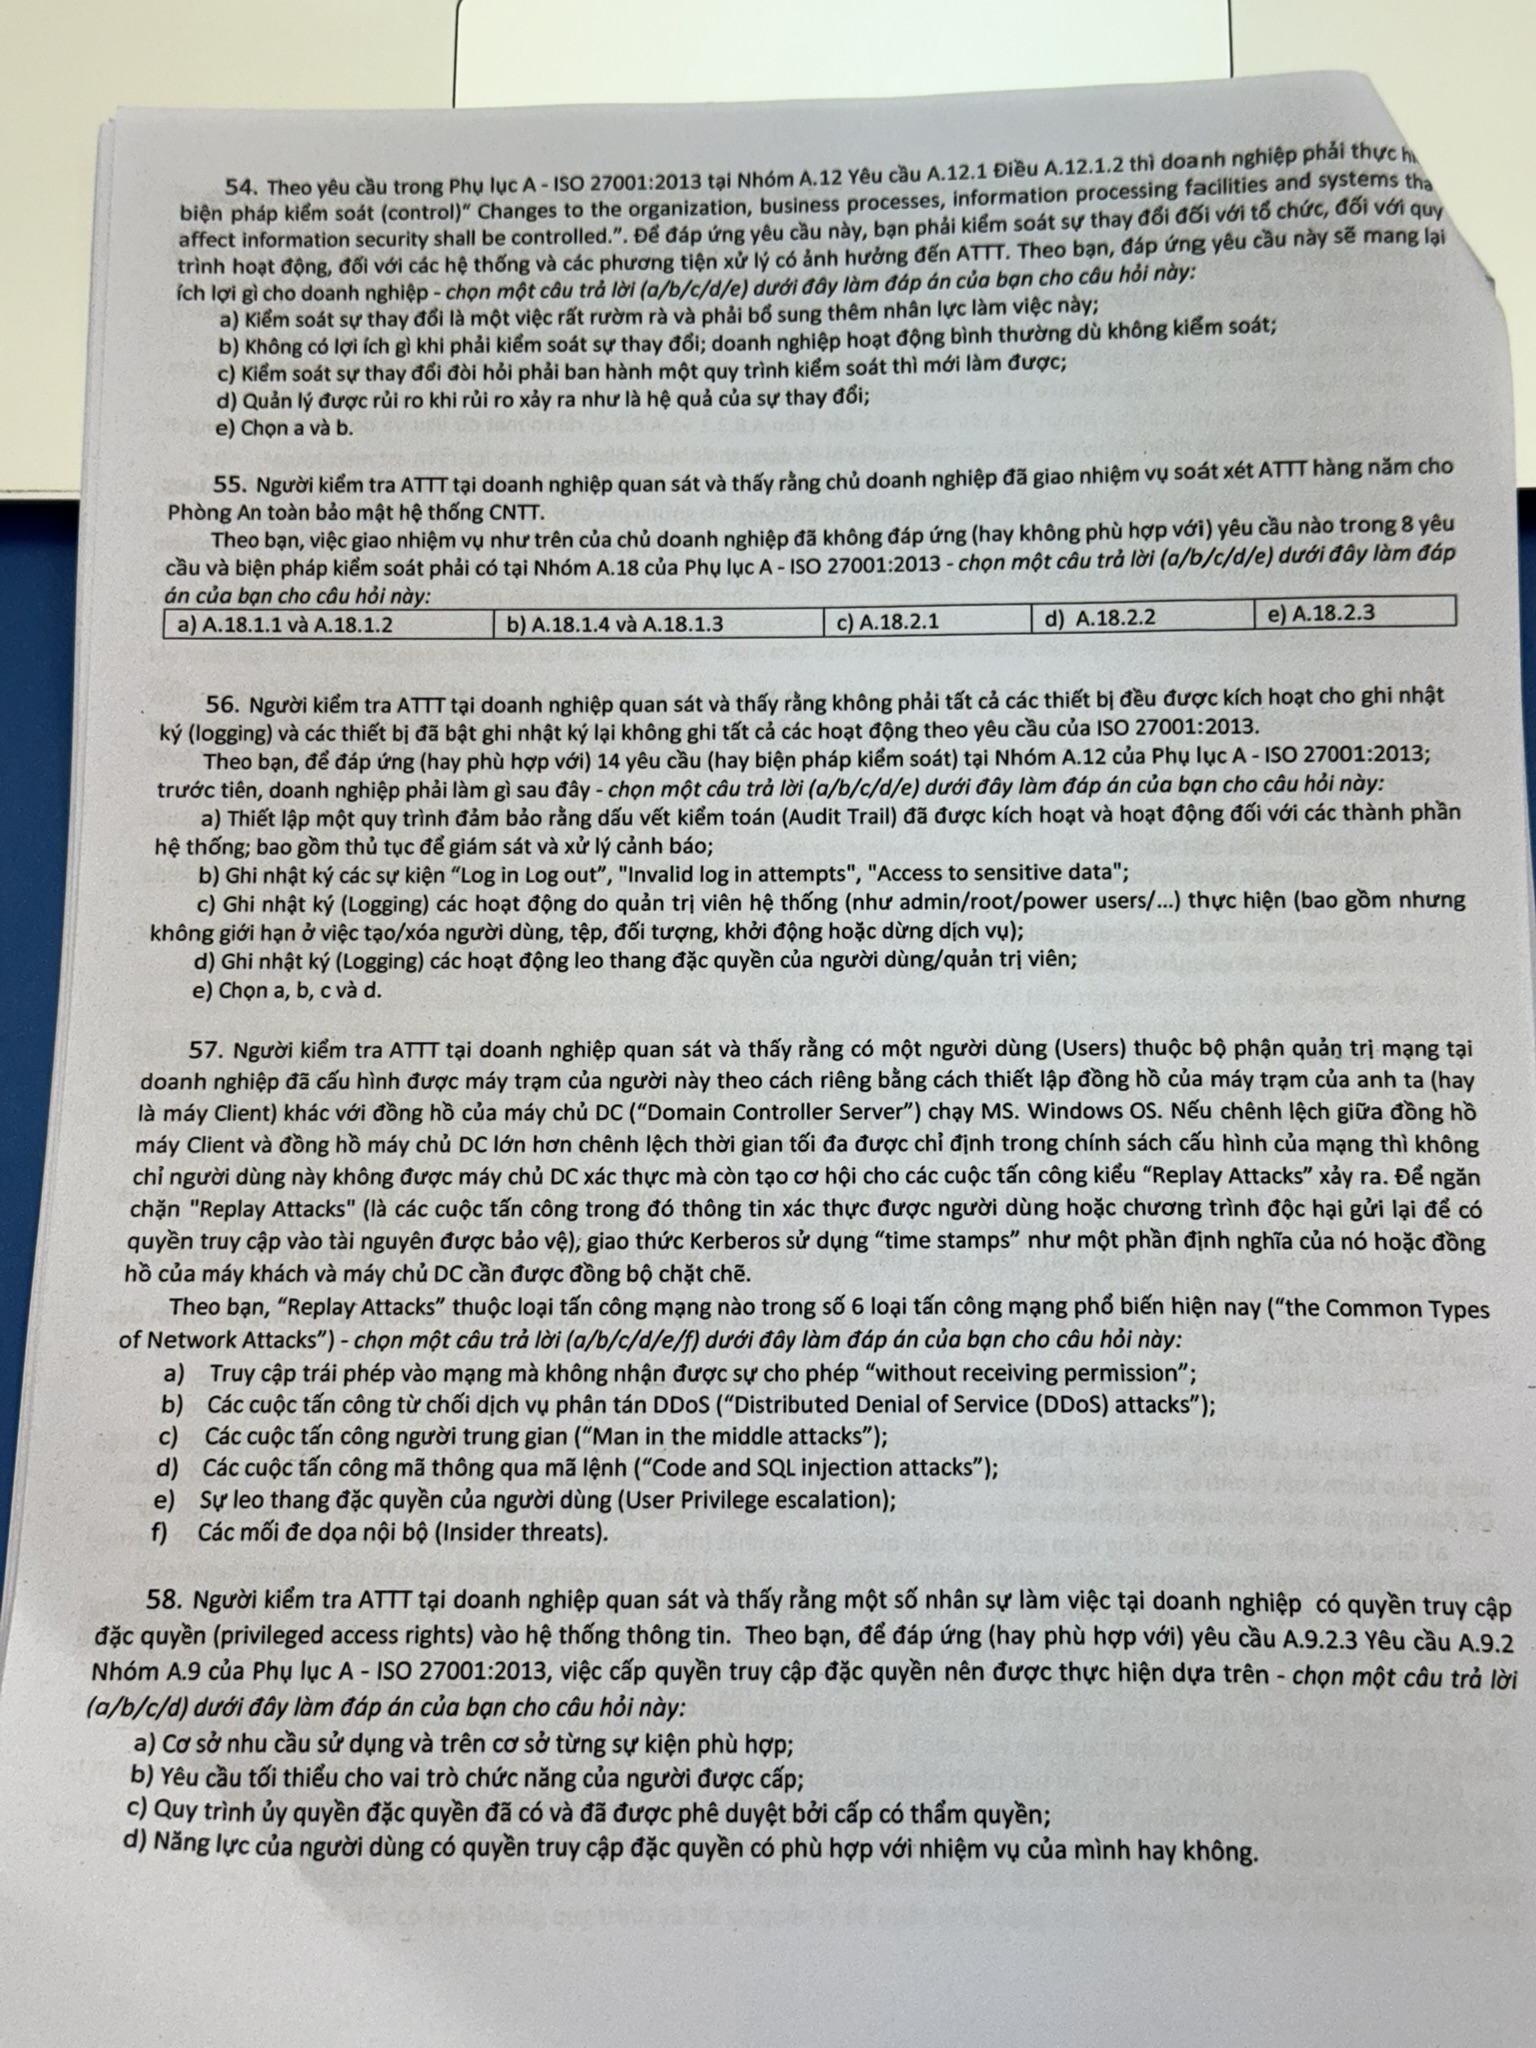 54. Theo yêu cầu trong Phụ lục A - ISO 27001:2013 tại Nhóm A.12 Yêu cầu A.12.1 Điều A.12.1.2 thì doanh nghiệp phải thực
biện pháp kiểm soát (control)” Changes to the organization, business processes, information processing facilities and systems tha
affect information security shall be controlled.”. Để đáp ứng yêu cầu này, bạn phải kiểm soát sự thay đổi đối với tổ chức, đối với quy
trình hoạt động, đối với các hệ thống và các phương tiện xử lý có ảnh hưởng đến ATTT. Theo bạn, đáp ứng yêu cầu này sẽ mang lại
ích lợi gì cho doanh nghiệp - chọn một câu trả lời (a/b/c/d/e) dưới đây làm đáp án của bạn cho câu hỏi này:
a) Kiểm soát sự thay đổi là một việc rất rườm rà và phải bổ sung thêm nhân lực làm việc này;
b) Không có lợi ích gì khi phải kiểm soát sự thay đổi; doanh nghiệp hoạt động bình thường dù không kiểm soát;
c) Kiểm soát sự thay đổi đòi hỏi phải ban hành một quy trình kiểm soát thì mới làm được;
d) Quản lý được rủi ro khi rủi ro xảy ra như là hệ quả của sự thay đổi;
e) Chọn a và b.
55. Người kiểm tra ATTT tại doanh nghiệp quan sát và thấy rằng chủ doanh nghiệp đã giao nhiệm vụ soát xét ATTT hàng năm cho
Phòng An toàn bảo mật hệ thống CNTT.
Theo bạn, việc giao nhiệm vụ như trên của chủ doanh nghiệp đã không đáp ứng (hay không phù hợp với) yêu cầu nào trong 8 yêu
cầu và biện pháp kiểm soát phải có tại Nhóm A.18 của Phụ lục A - ISO 27001:2013 - chọn một câu trả lời (a/b/c/d/e) dưới đây làm đáp
án của bạn cho câu hỏi này:
a) A.18.1.1 và A.18.1.2 b) A.18.1.4 và A.18.1.3 c) A.18.2.1 d) A.18.2.2 e) A.18.2.3
56. Người kiểm tra ATTT tại doanh nghiệp quan sát và thấy rằng không phải tất cả các thiết bị đều được kích hoạt cho ghi nhật
ký (logging) và các thiết bị đã bật ghi nhật ký lại không ghi tất cả các hoạt động theo yêu cầu của ISO 27001:2013.
Theo bạn, để đáp ứng (hay phù hợp với) 14 yêu cầu (hay biện pháp kiểm soát) tại Nhóm A.12 của Phụ lục A - ISO 27001:2013;
trước tiên, doanh nghiệp phải làm gì sau đây - chọn một câu trả lời (a/b/c/d/e) dưới đây làm đáp án của bạn cho câu hỏi này:
a) Thiết lập một quy trình đảm bảo rằng dấu vết kiểm toán (Audit Trail) đã được kích hoạt và hoạt động đối với các thành phần
hệ thống; bao gồm thủ tục để giám sát và xử lý cảnh báo;
b) Ghi nhật ký các sự kiện “Log in Log out”, "Invalid log in attempts", "Access to sensitive data";
c) Ghi nhật ký (Logging) các hoạt động do quản trị viên hệ thống (như admin/root/power users/...) thực hiện (bao gồm nhưng
không giới hạn ở việc tạo/xóa người dùng, tệp, đối tượng, khởi động hoặc dừng dịch vụ);
d) Ghi nhật ký (Logging) các hoạt động leo thang đặc quyền của người dùng/quản trị viên;
e) Chọn a, b, c và d.
57. Người kiểm tra ATTT tại doanh nghiệp quan sát và thấy rằng có một người dùng (Users) thuộc bộ phận quản trị mạng tại
doanh nghiệp đã cấu hình được máy trạm của người này theo cách riêng bằng cách thiết lập đồng hồ của máy trạm của anh ta (hay
là máy Client) khác với đồng hồ của máy chủ DC (“Domain Controller Server”) chạy MS. Windows OS. Nếu chênh lệch giữa đồng hồ
máy Client và đồng hồ máy chủ DC lớn hơn chênh lệch thời gian tối đa được chỉ định trong chính sách cấu hình của mạng thì không
chỉ người dùng này không được máy chủ DC xác thực mà còn tạo cơ hội cho các cuộc tấn công kiểu “Replay Attacks” xảy ra. Để ngăn
chặn "Replay Attacks" (là các cuộc tấn công trong đó thông tin xác thực được người dùng hoặc chương trình độc hại gửi lại để có
quyền truy cập vào tài nguyên được bảo vệ), giao thức Kerberos sử dụng “time stamps” như một phần định nghĩa của nó hoặc đồng
hồ của máy khách và máy chủ DC cần được đồng bộ chặt chẽ.
Theo bạn, “Replay Attacks” thuộc loại tấn công mạng nào trong số 6 loại tấn công mạng phổ biến hiện nay (“the Common Types
of Network Attacks”) - chọn một câu trả lời (a/b/c/d/e/f) dưới đây làm đáp án của bạn cho câu hỏi này:
a) Truy cập trái phép vào mạng mà không nhận được sự cho phép “without receiving permission”;
b) Các cuộc tấn công từ chối dịch vụ phân tán DDoS (“Distributed Denial of Service (DDoS) attacks”);
c) Các cuộc tấn công người trung gian (“Man in the middle attacks”);
d) Các cuộc tấn công mã thông qua mã lệnh (“Code and SQL injection attacks”);
e) Sự leo thang đặc quyền của người dùng (User Privilege escalation);
f) Các mối đe dọa nội bộ (Insider threats).
58. Người kiểm tra ATTT tại doanh nghiệp quan sát và thấy rằng một số nhân sự làm việc tại doanh nghiệp có quyền truy cập
đặc quyền (privileged access rights) vào hệ thống thông tin. Theo bạn, để đáp ứng (hay phù hợp với) yêu cầu A.9.2.3 Yêu cầu A.9.2
Nhóm A.9 của Phụ lục A - ISO 27001:2013, việc cấp quyền truy cập đặc quyền nên được thực hiện dựa trên - chọn một câu trả lời
(a/b/c/d) dưới đây làm đáp án của bạn cho câu hỏi này:
a) Cơ sở nhu cầu sử dụng và trên cơ sở từng sự kiện phù hợp;
b) Yêu cầu tối thiểu cho vai trò chức năng của người được cấp;
c) Quy trình ủy quyền đặc quyền đã có và đã được phê duyệt bởi cấp có thẩm quyền;
d) Năng lực của người dùng có quyền truy cập đặc quyền có phù hợp với nhiệm vụ của mình hay không.